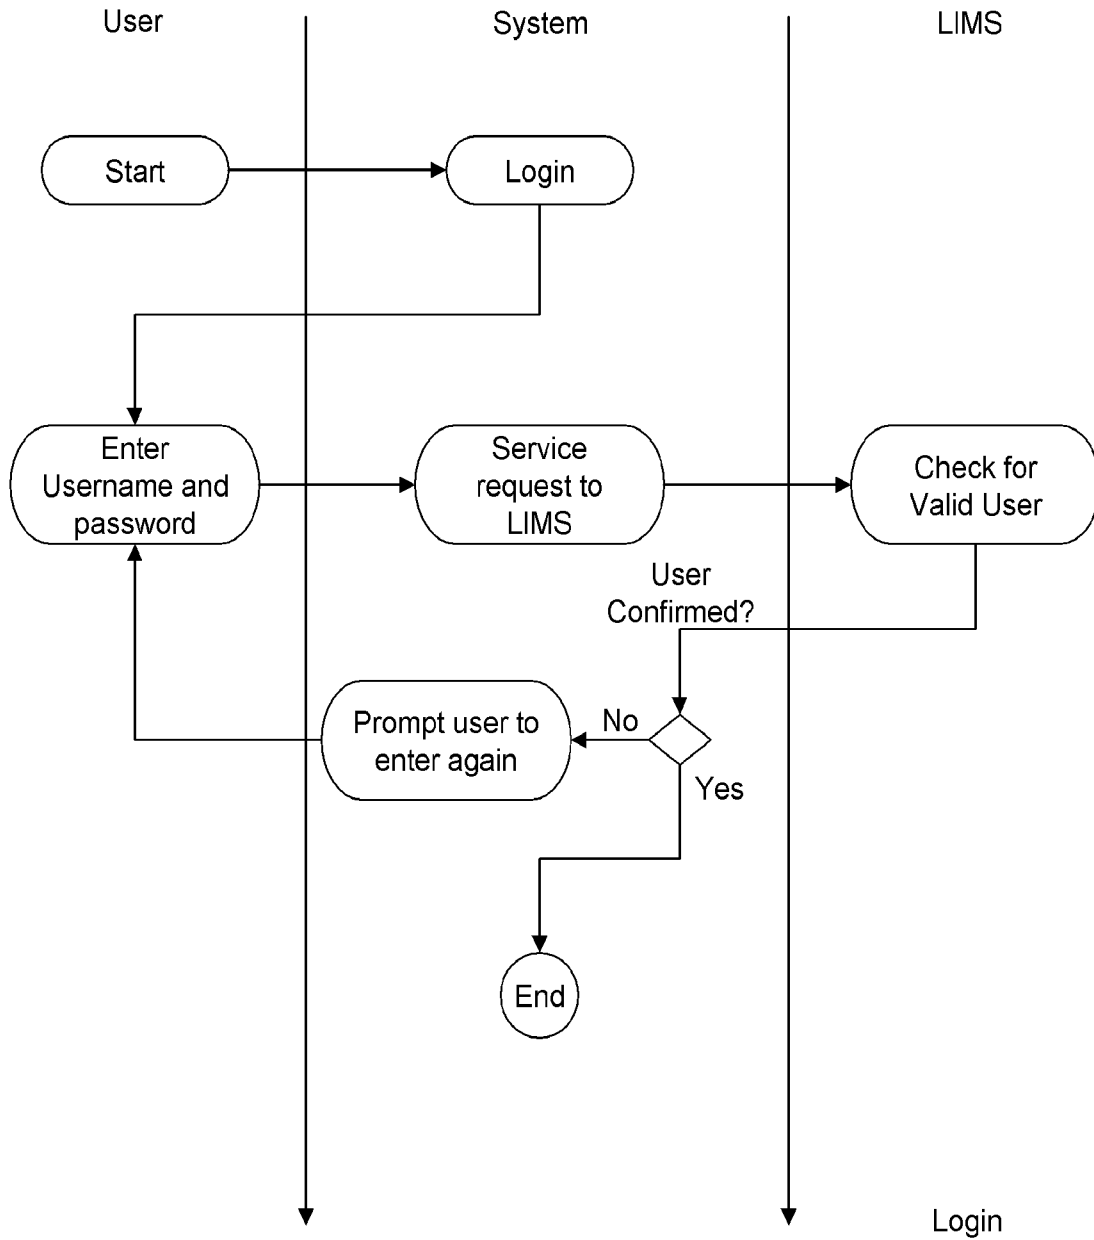 User
System
LIMS
Start
Login
Enter
Username and
password
Service
request to
LIMS
Check for
Valid User
User
Confirmed?
Prompt user to
enter again
No
Yes
End
Login